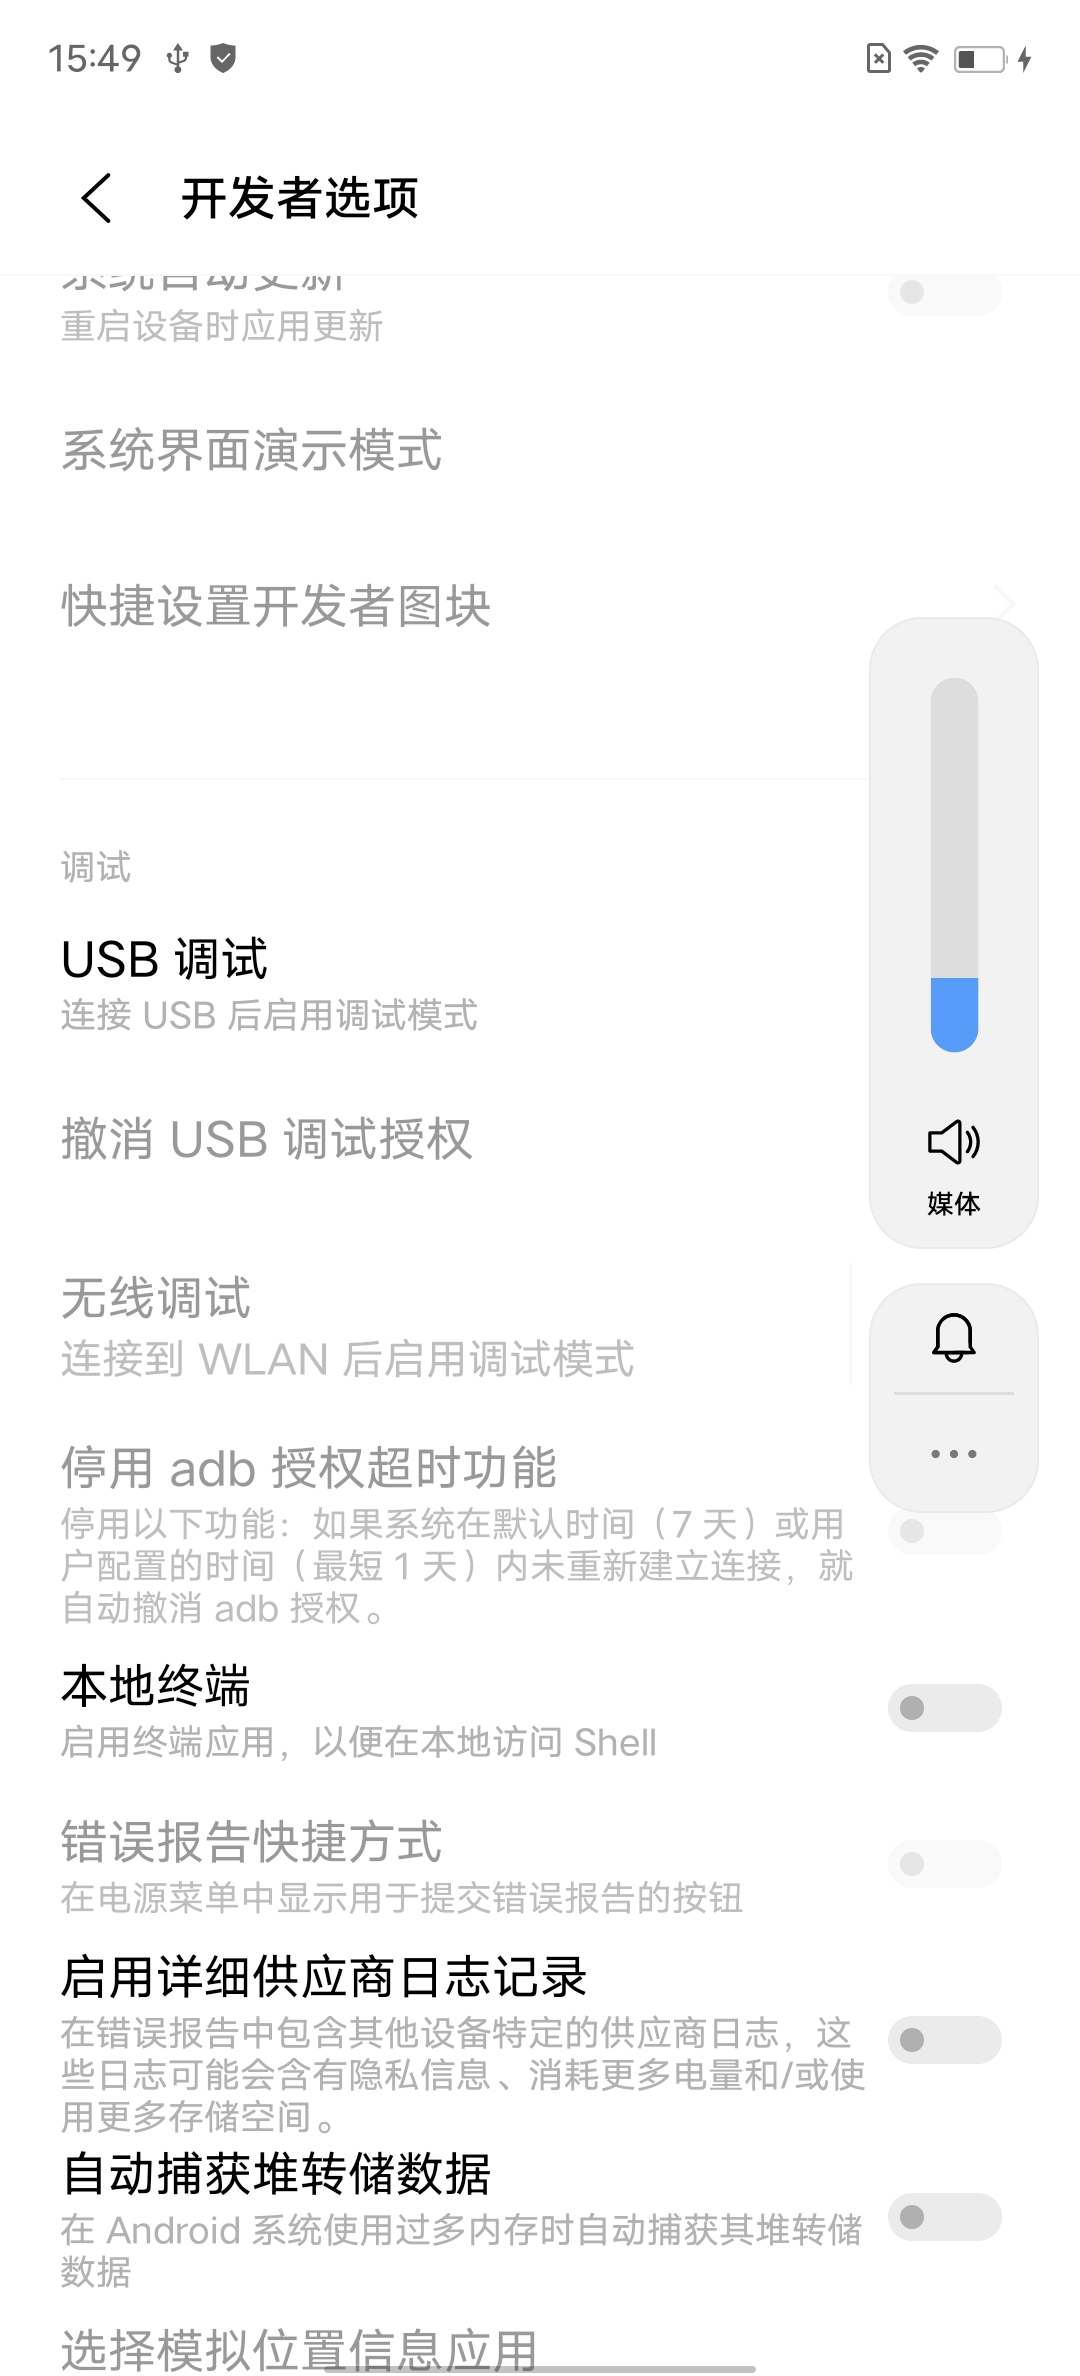 15:49
开发者选项
系统自动更新
重启设备时应用更新
系统界面演示模式
快捷设置开发者图块
调试
USB 调试
连接 USB 后启用调试模式
撤消 USB 调试授权
媒体
无线调试
连接到 WLAN 后启用调试模式
停用 adb 授权超时功能
停用以下功能：如果系统在默认时间（7 天）或用
户配置的时间（最短 1 天）内未重新建立连接，就
自动撤消 adb 授权。
本地终端
启用终端应用，以便在本地访问 Shell
错误报告快捷方式
在电源菜单中显示用于提交错误报告的按钮
启用详细供应商日志记录
在错误报告中包含其他设备特定的供应商日志，这
些日志可能会含有隐私信息、消耗更多电量和/或使
用更多存储空间。
自动捕获堆转储数据
在 Android 系统使用过多内存时自动捕获其堆转储
数据
选择模拟位置信息应用